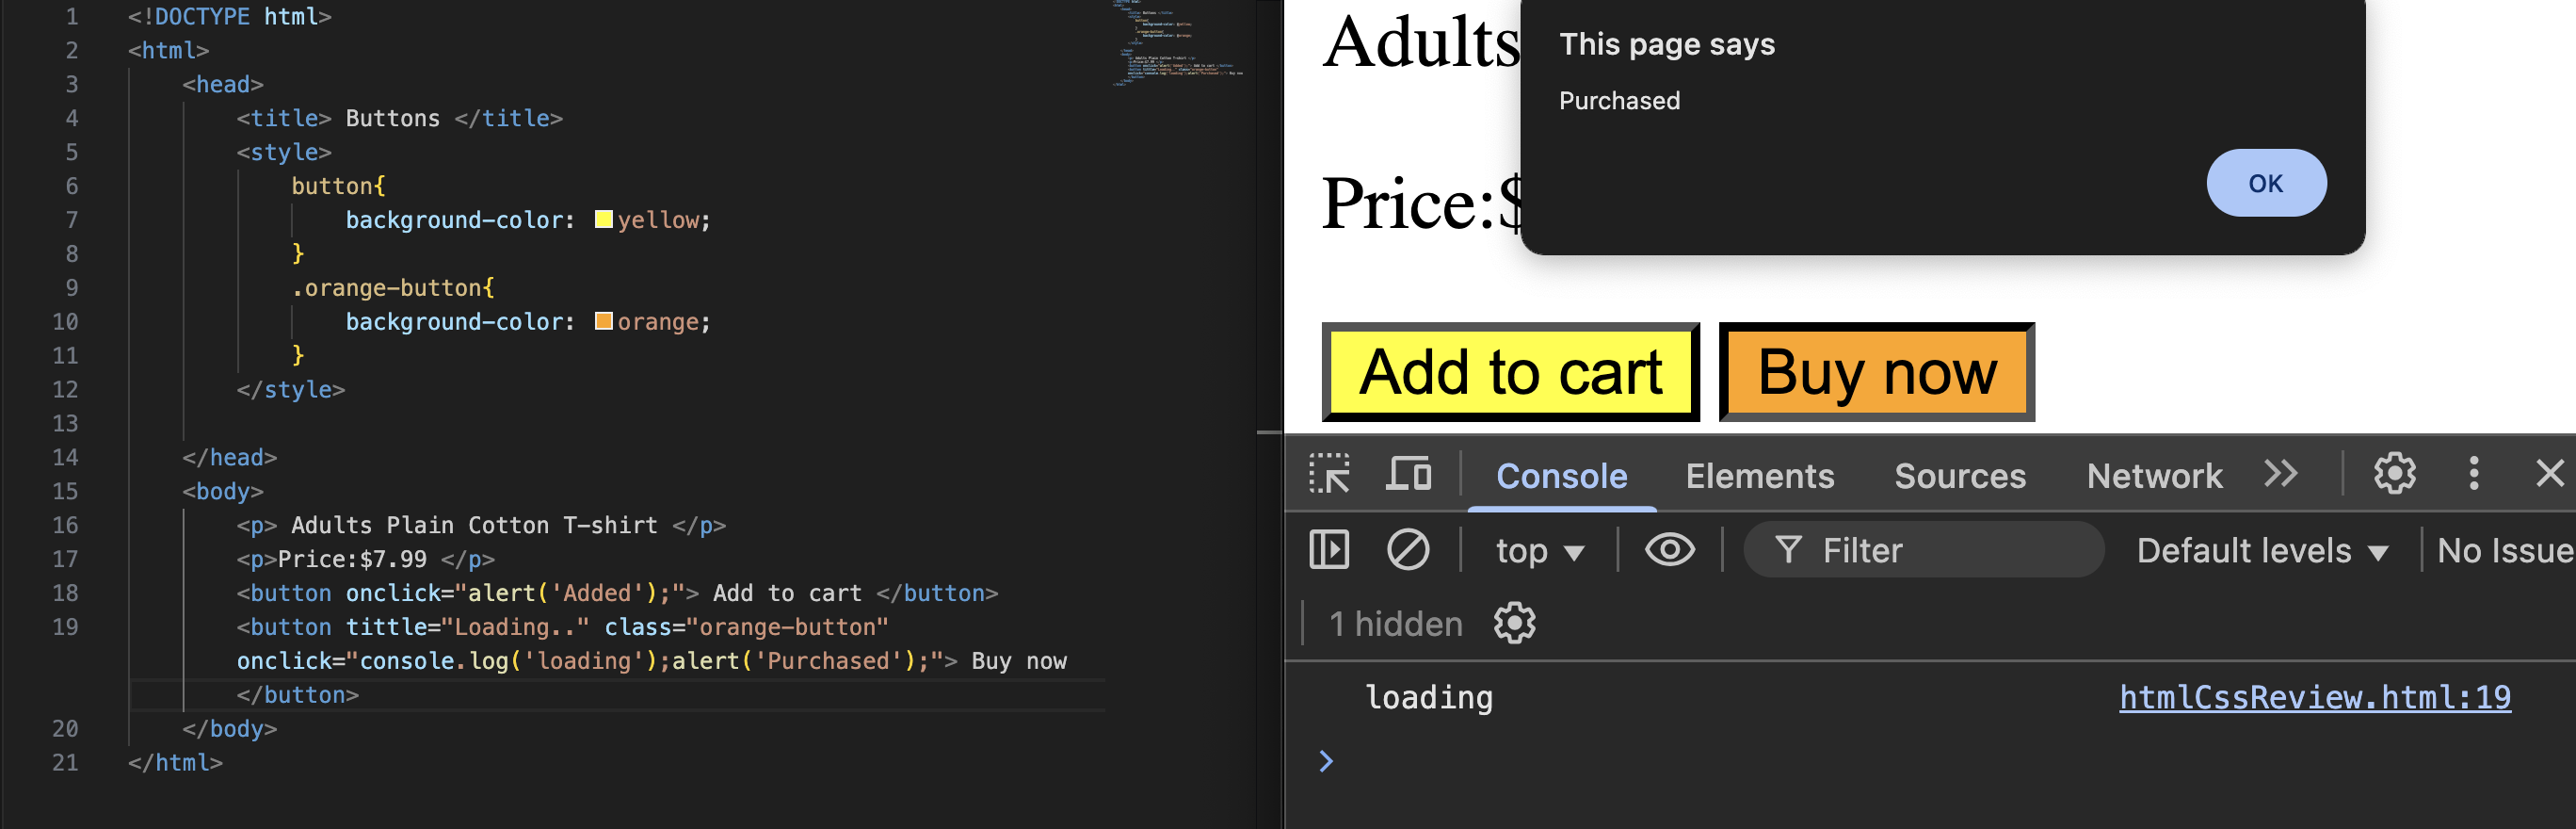 1 <!DOCTYPE html>
2 <html>
3 <head>
4 <title> Buttons </title>
5 <style>
6 button{
7 background-color: yellow;
8 }
9 .orange-button{
10 background-color: orange;
11 }
12 </style>
13
14 </head>
15 <body>
16 <p> Adults Plain Cotton T-shirt </p>
17 <p>Price:$7.99 </p>
18 <button onclick="alert('Added');"> Add to cart </button>
19 <button tittle="Loading.." class="orange-button"
onclick="console.log('loading');alert('Purchased');"> Buy now
</button>
20 </body>
21 </html>
Adults
Price:$
This page says
Purchased
OK
Add to cart Buy now
Console Elements Sources Network
top Filter Default levels No Issue
1 hidden
loading htmlCssReview.html:19